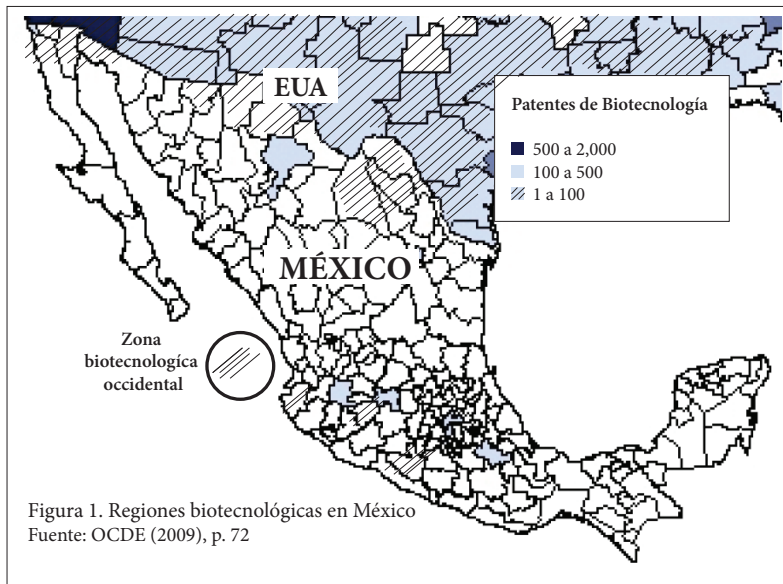 EUA
Patentes de Biotecnología
500 a 2,000
100 a 500
1 a 100
MÉXICO
Zona
biotecnologíca
occidental
Figura 1. Regiones biotecnológicas en México
Fuente: OCDE (2009), p. 72